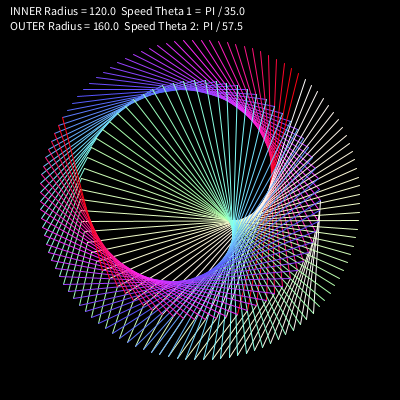 INNER Radius = 120.0  Speed Theta 1 =  PI / 35.0
OUTER Radius = 160.0  Speed Theta 2:  PI / 57.5